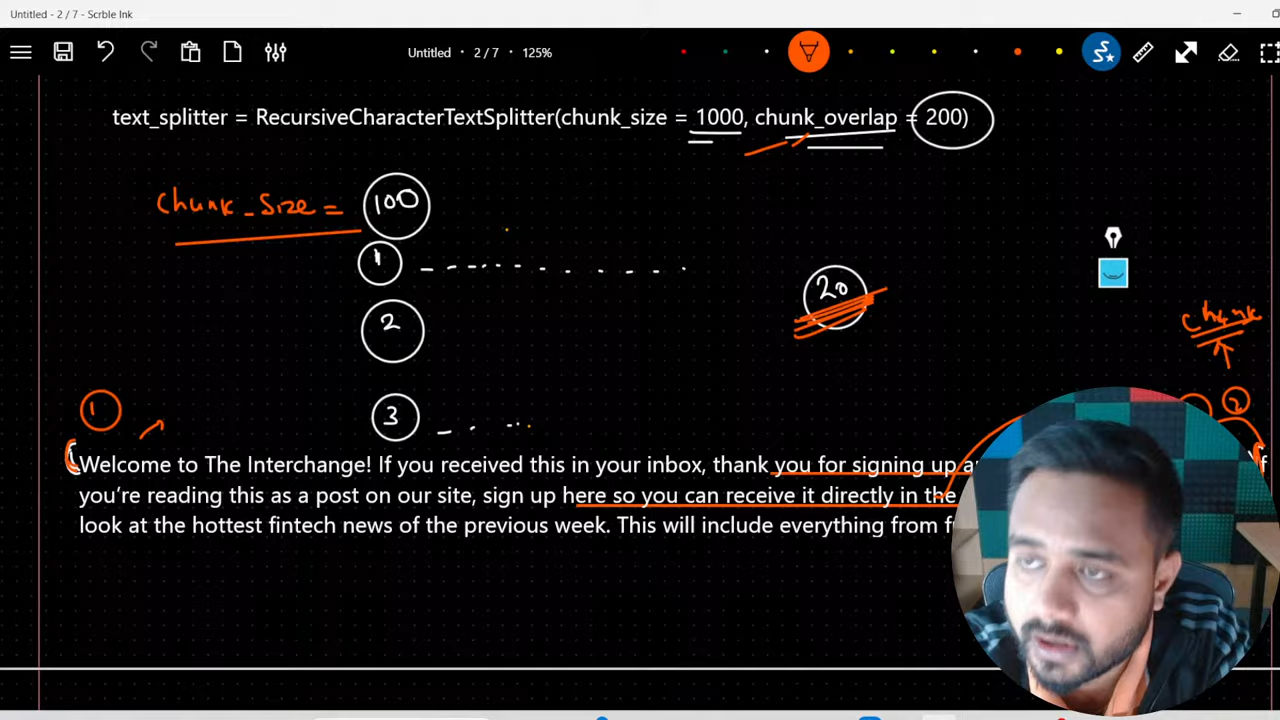 Untitled - 2 / 7 - Scrble Ink
Untitled • 2 / 7 • 125%
text_splitter = RecursiveCharacterTextSplitter(chunk_size = 1000, chunk_overlap = 200)
Chunk_Size = 100
1
20
2
chunk
1
3
2
Welcome to The Interchange! If you received this in your inbox, thank you for signing up
you're reading this as a post on our site, sign up here so you can receive it directly in the
look at the hottest fintech news of the previous week. This will include everything from